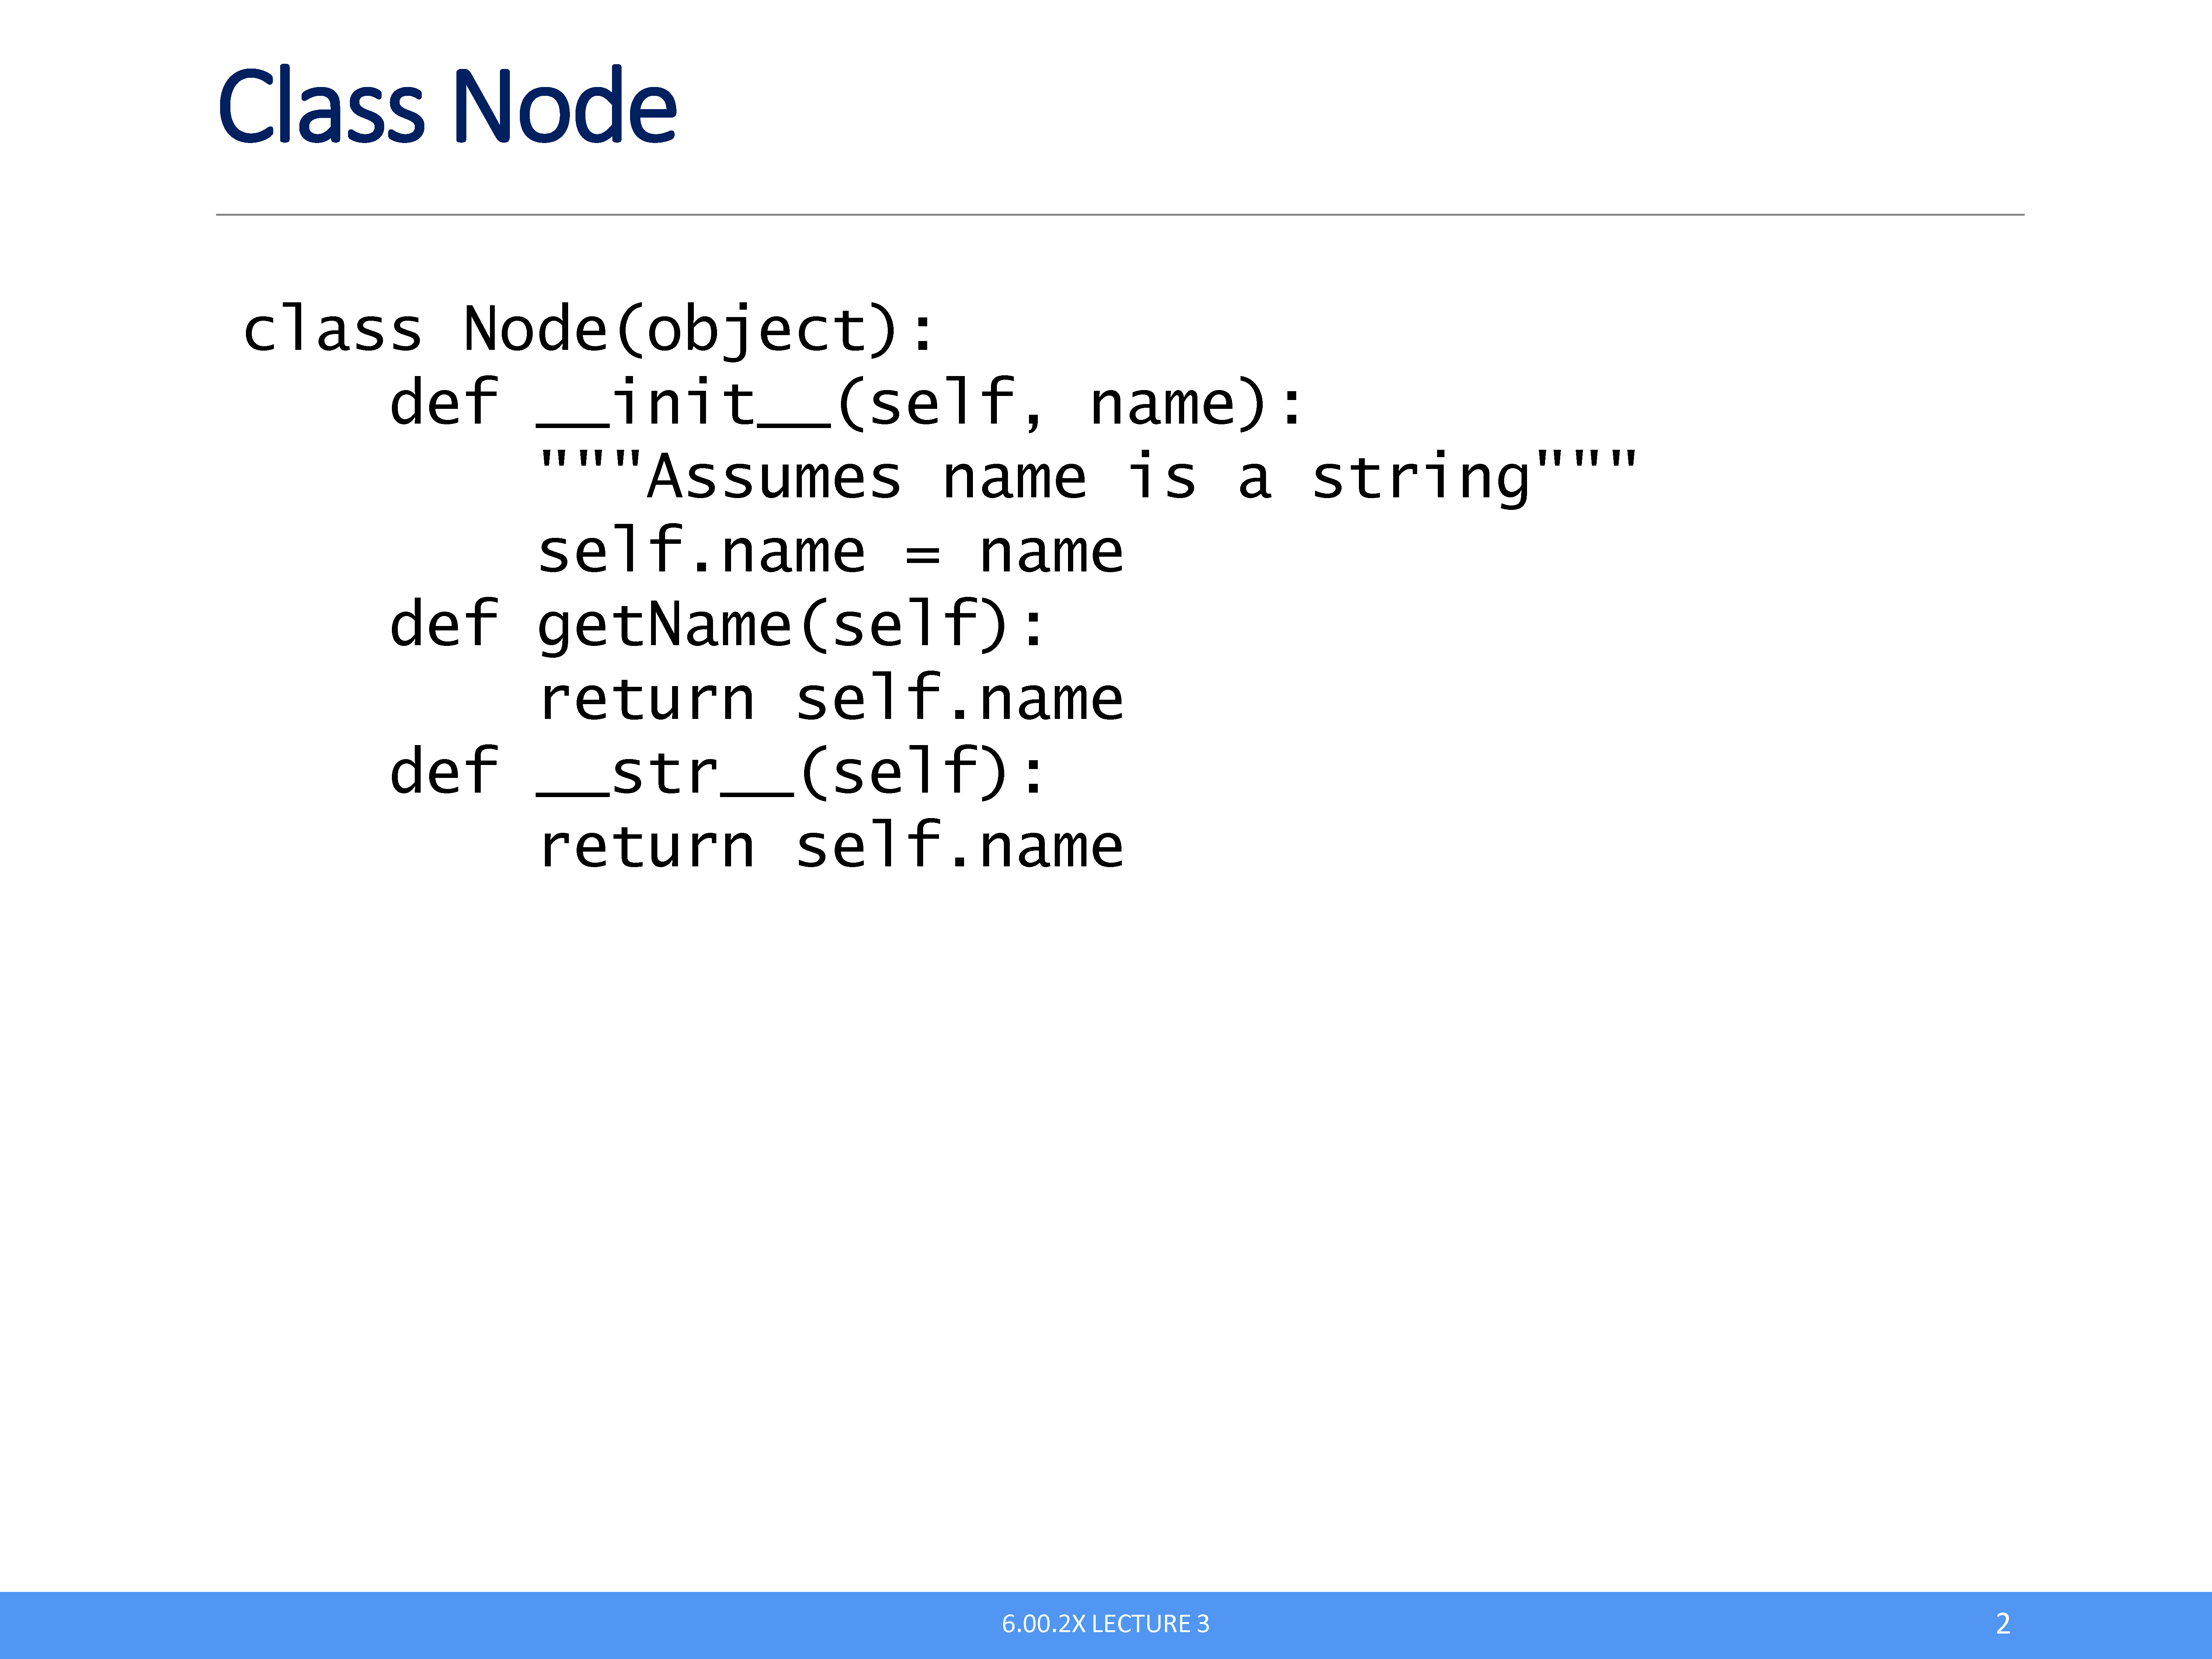 Class Node
class Node(object):
    def __init__(self, name):
        """Assumes name is a string"""
        self.name = name
    def getName(self):
        return self.name
    def __str__(self):
        return self.name
6.00.2X LECTURE 3
2